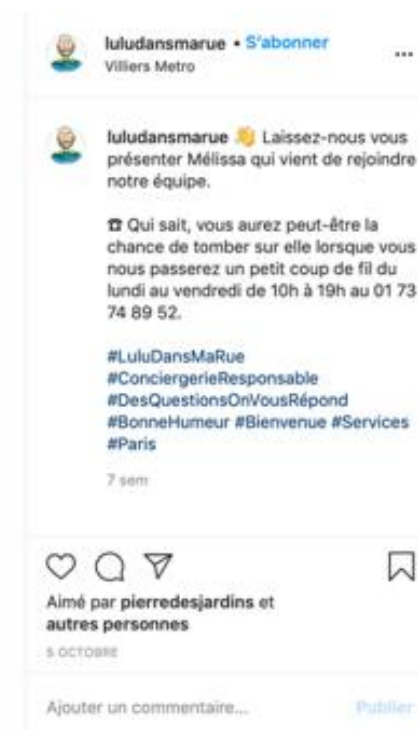 luludansmarue • S'abonner
Villiers Metro
...
luludansmarue 👋 Laissez-nous vous
présenter Mélissa qui vient de rejoindre
notre équipe.
☎ Qui sait, vous aurez peut-être la
chance de tomber sur elle lorsque vous
nous passerez un petit coup de fil du
lundi au vendredi de 10h à 19h au 01 73
74 89 52.
#LuluDansMaRue
#ConciergerieResponsable
#DesQuestionsOnVousRépond
#BonneHumeur #Bienvenue #Services
#Paris
7 sem
Aimé par pierredesjardins et
autres personnes
5 OCTOBRE
Ajouter un commentaire... Publier